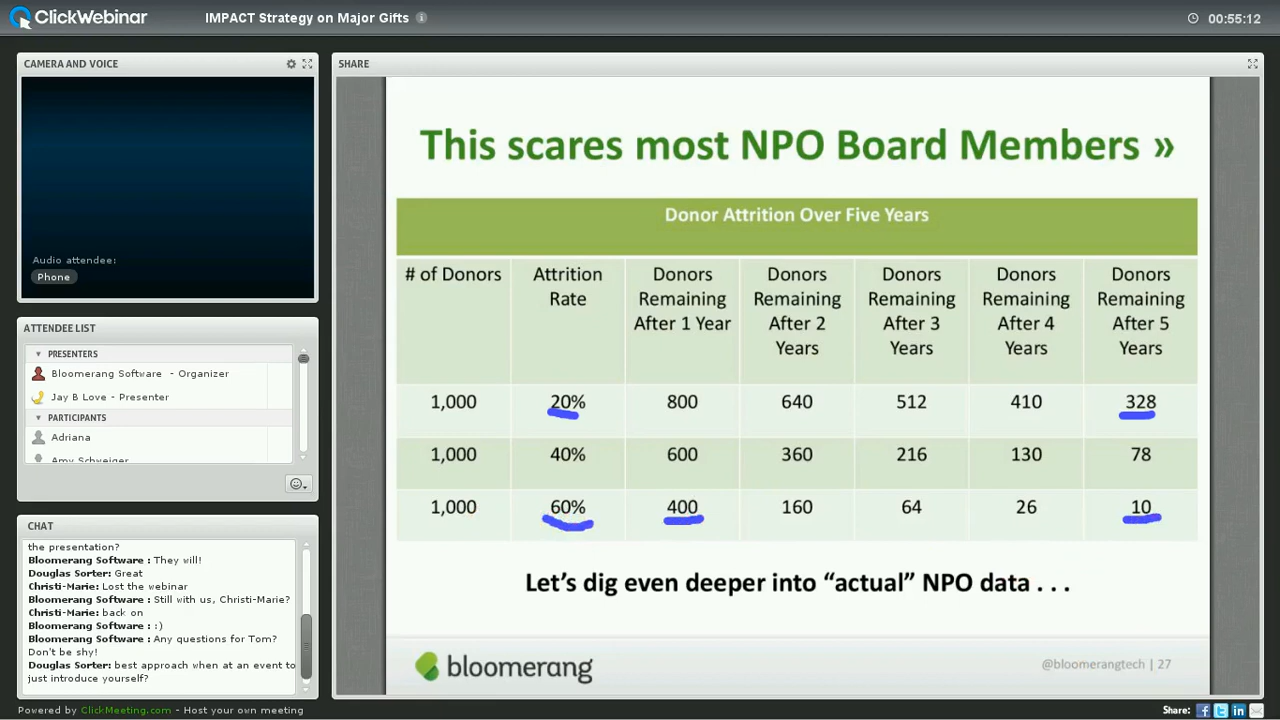 ClickWebinar
IMPACT Strategy on Major Gifts
00:55:12
CAMERA AND VOICE
Audio attendee:
Phone
ATTENDEE LIST
PRESENTERS
Bloomerang Software - Organizer
Jay B Love - Presenter
PARTICIPANTS
Adriana
Amy Schweiger
CHAT
the presentation?
Bloomerang Software : They will!
Douglas Sorter: Great
Christi-Marie: Lost the webinar
Bloomerang Software : Still with us, Christi-Marie?
Christi-Marie: back on
Bloomerang Software : :)
Bloomerang Software : Any questions for Tom?
Don't be shy!
Douglas Sorter: best approach when at an event to
just introduce yourself?
SHARE
This scares most NPO Board Members »
Donor Attrition Over Five Years
# of Donors Attrition Rate Donors Remaining After 1 Year Donors Remaining After 2 Years Donors Remaining After 3 Years Donors Remaining After 4 Years Donors Remaining After 5 Years
1,000 20% 800 640 512 410 328
1,000 40% 600 360 216 130 78
1,000 60% 400 160 64 26 10
Let's dig even deeper into “actual” NPO data . . .
bloomerang
@bloomerangtech | 27
Powered by ClickMeeting.com - Host your own meeting
Share: